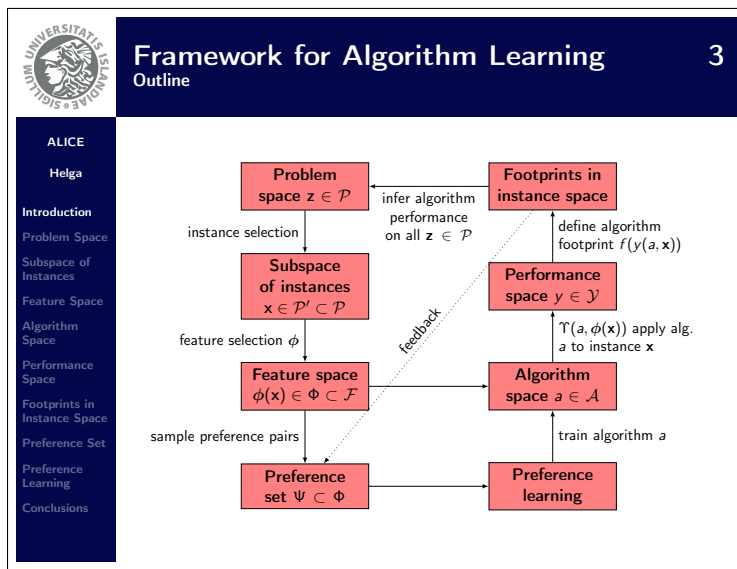 UNIVERSITATIS ISLANDIAE SIGILLUM
Framework for Algorithm Learning
3
Outline
ALICE
Helga
Introduction
Problem Space
Subspace of
Instances
Feature Space
Algorithm
Space
Performance
Space
Footprints in
Instance Space
Preference Set
Preference
Learning
Conclusions
Problem
space z ∈ 𝒫
Footprints in
instance space
infer algorithm
performance
on all z ∈ 𝒫
instance selection
define algorithm
footprint f(y(a, x))
Subspace
of instances
x ∈ 𝒫′ ⊂ 𝒫
Performance
space y ∈ 𝒴
feedback
feature selection ϕ
ϒ(a, ϕ(x)) apply alg.
a to instance x
Feature space
ϕ(x) ∈ Φ ⊂ ℱ
Algorithm
space a ∈ 𝒜
sample preference pairs
train algorithm a
Preference
set Ψ ⊂ Φ
Preference
learning